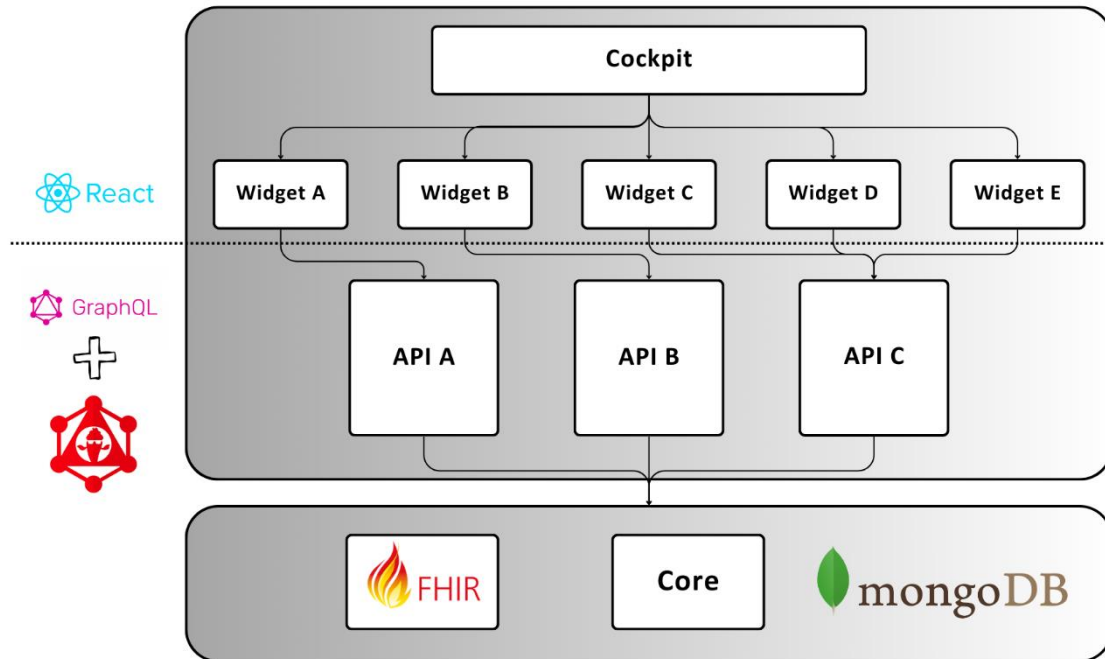 Cockpit
React
Widget A
Widget B
Widget C
Widget D
Widget E
GraphQL
API A
API B
API C
FHIR
Core
mongoDB